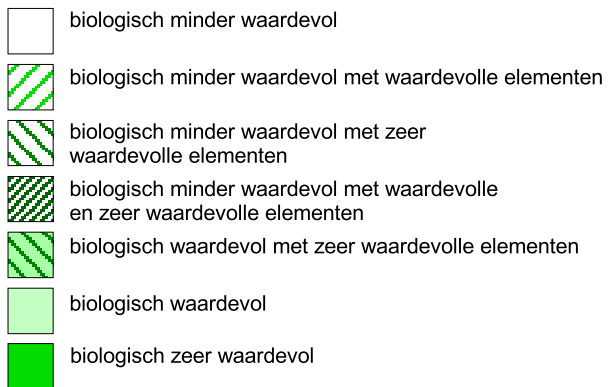 biologisch minder waardevol
biologisch minder waardevol met waardevolle elementen
biologisch minder waardevol met zeer
waardevolle elementen
biologisch minder waardevol met waardevolle
en zeer waardevolle elementen
biologisch waardevol met zeer waardevolle elementen
biologisch waardevol
biologisch zeer waardevol